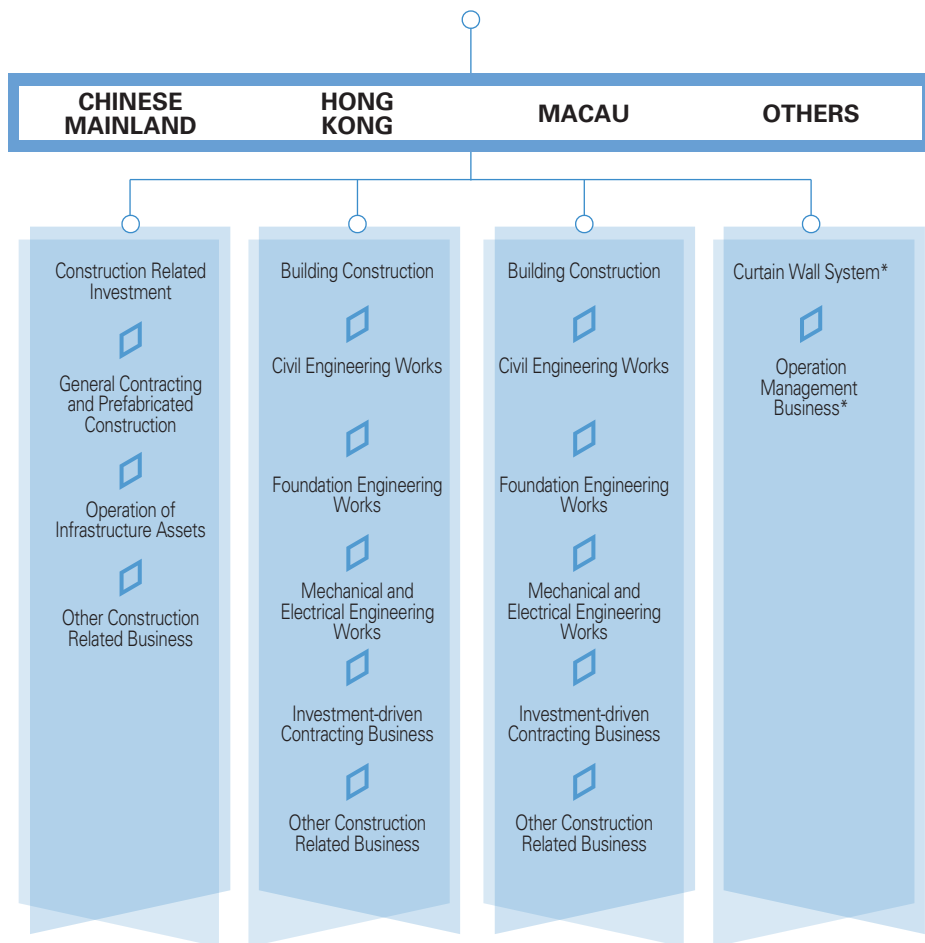 CHINESE
MAINLAND
HONG
KONG
MACAU
OTHERS
Construction Related
Investment
General Contracting
and Prefabricated
Construction
Operation of
Infrastructure Assets
Other Construction
Related Business
Building Construction
Civil Engineering Works
Foundation Engineering
Works
Mechanical and
Electrical Engineering
Works
Investment-driven
Contracting Business
Other Construction
Related Business
Building Construction
Civil Engineering Works
Foundation Engineering
Works
Mechanical and
Electrical Engineering
Works
Investment-driven
Contracting Business
Other Construction
Related Business
Curtain Wall System*
Operation
Management
Business*